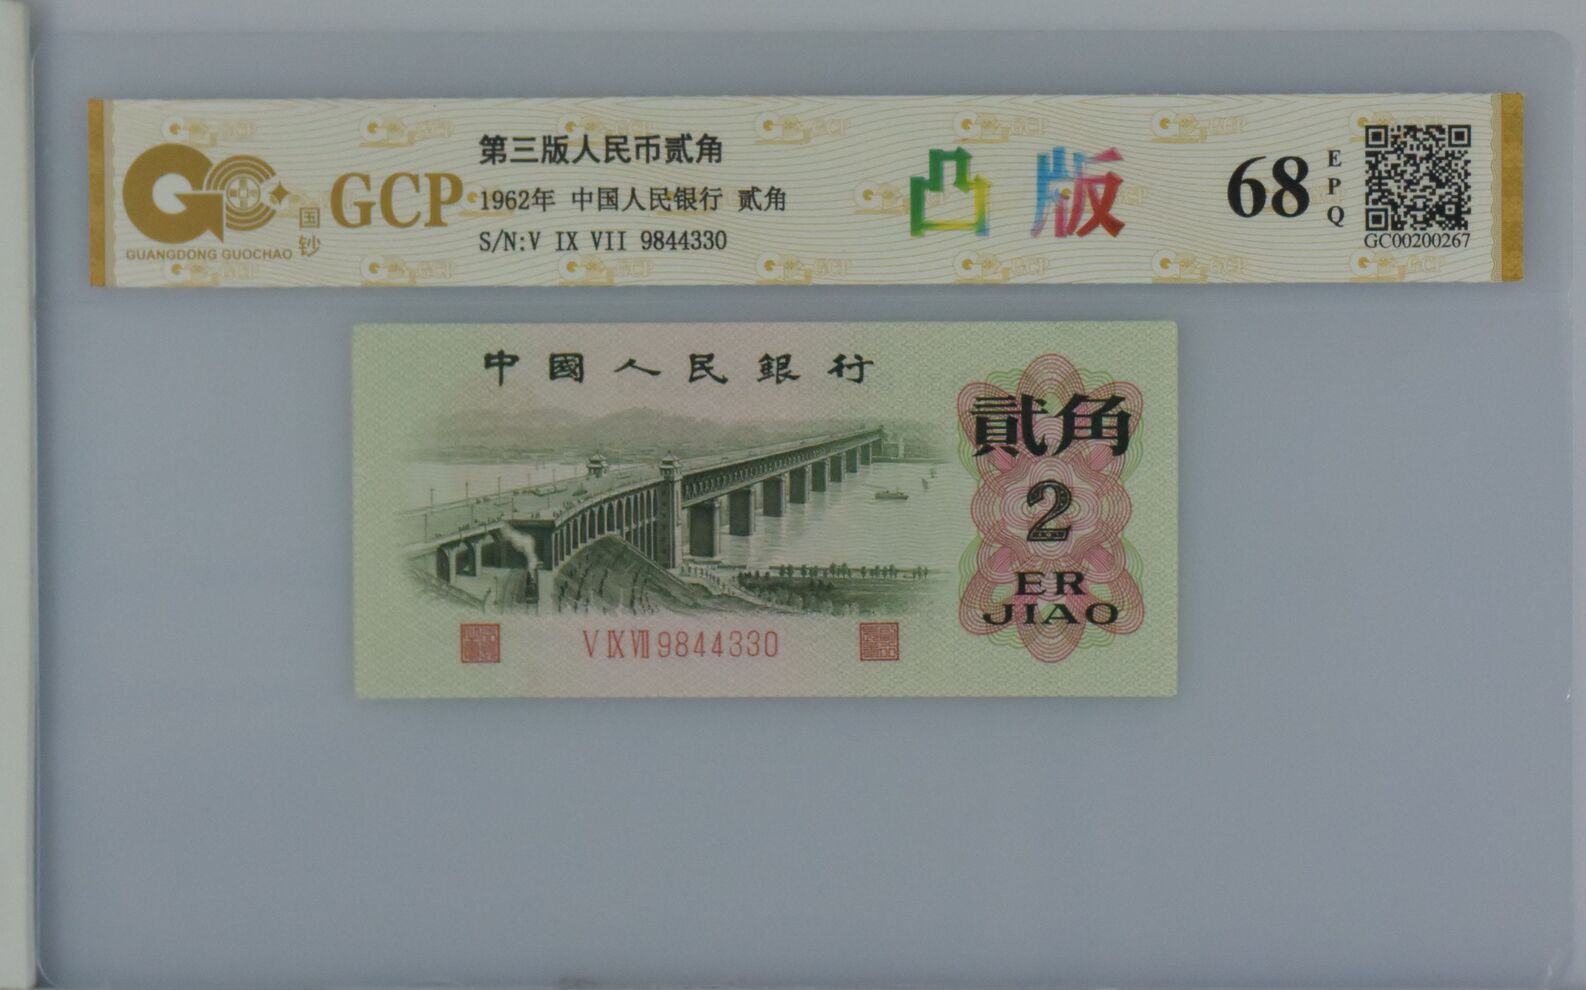 第三版人民币贰角
GCP
1962年 中国人民银行 贰角
S/N:V IX VII 9844330
国钞
GUANGDONG GUOCHAO
凸版
68
EPQ
GC00200267
中國人民銀行
貳角
2
ER
JIAO
V IX VII 9844330